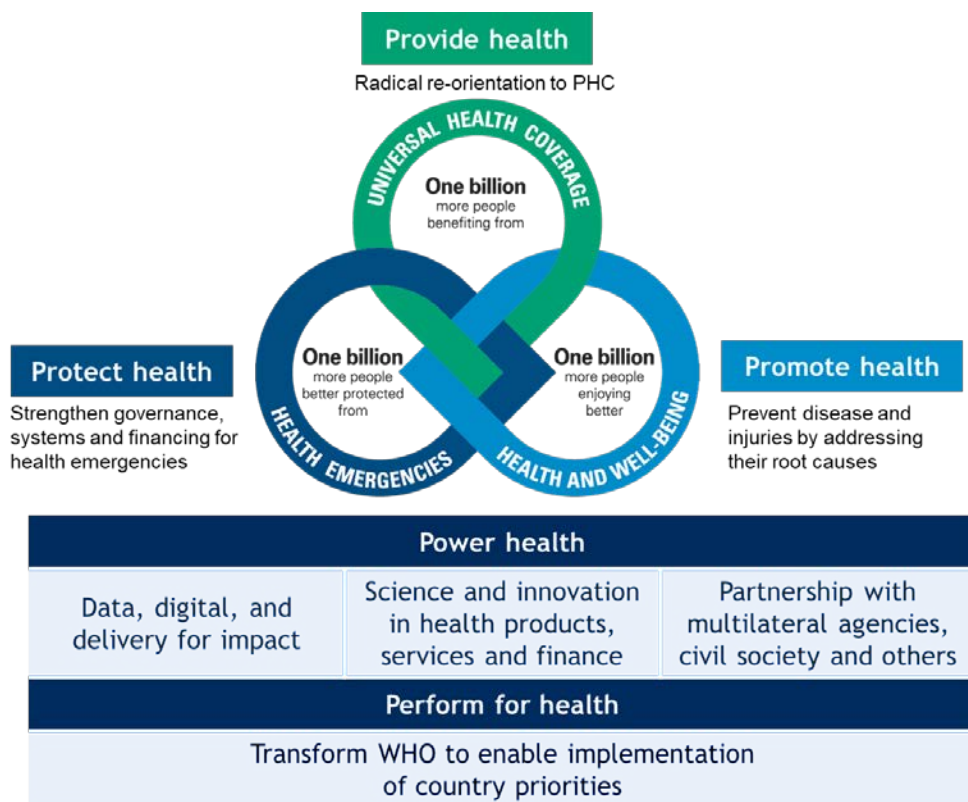 Provide health
Radical re-orientation to PHC
UNIVERSAL HEALTH COVERAGE
One billion
more people
benefiting from
Protect health
Strengthen governance,
systems and financing for
health emergencies
One billion
more people
better protected
from
HEALTH EMERGENCIES
One billion
more people
enjoying
better
HEALTH AND WELL-BEING
Promote health
Prevent disease and
injuries by addressing
their root causes
Power health
Data, digital, and
delivery for impact
Science and innovation
in health products,
services and finance
Partnership with
multilateral agencies,
civil society and others
Perform for health
Transform WHO to enable implementation
of country priorities